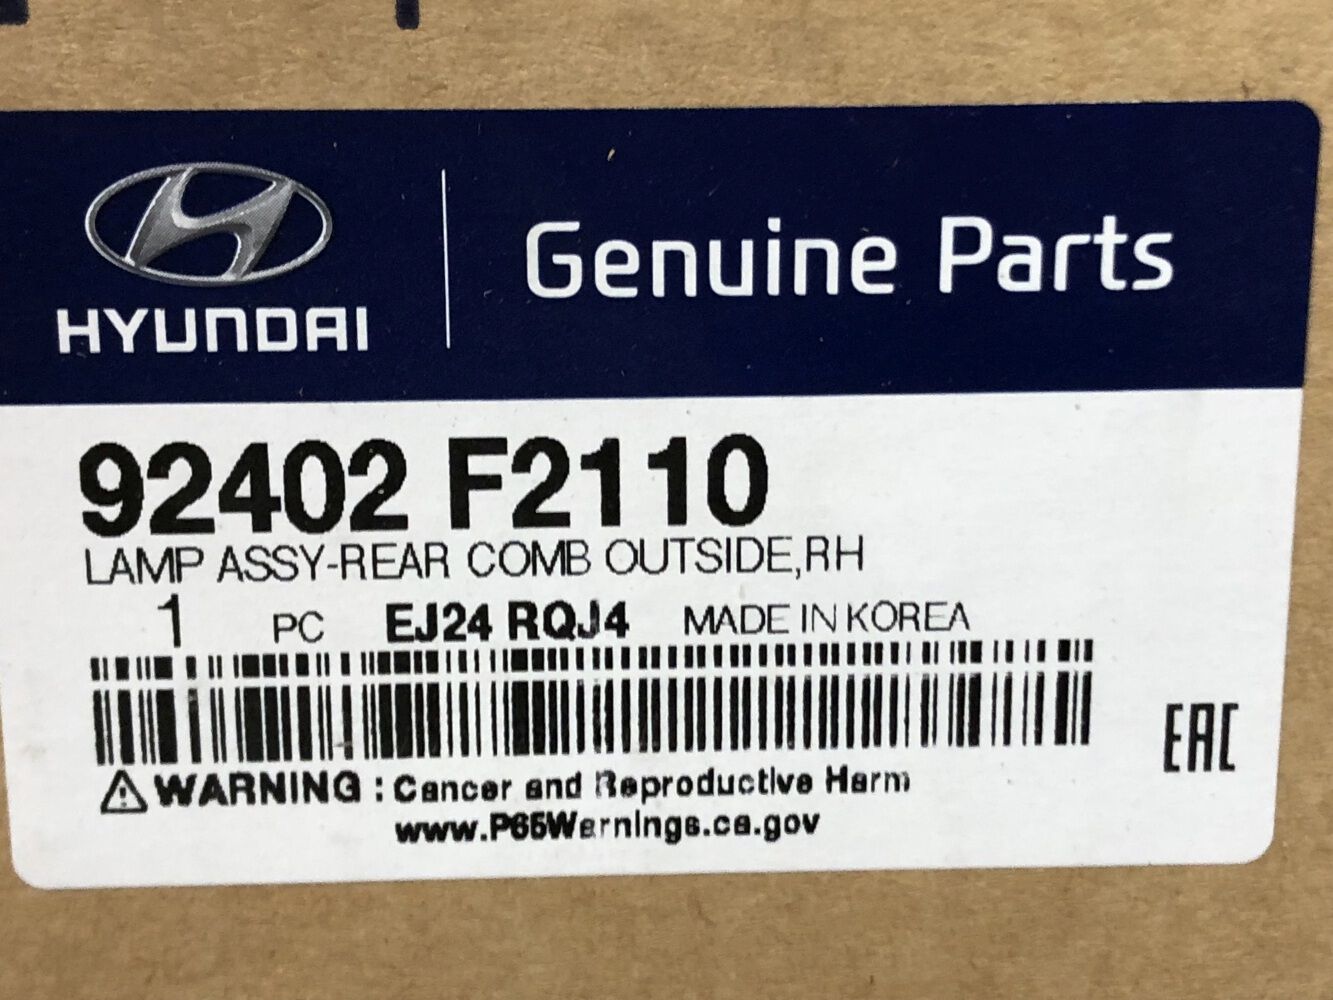 HYUNDAI
Genuine Parts
92402 F2110
LAMP ASSY-REAR COMB OUTSIDE,RH
1 PC EJ24 RQJ4 MADE IN KOREA
EAC
WARNING : Cancer and Reproductive Harm
www.P65Warnings.ca.gov